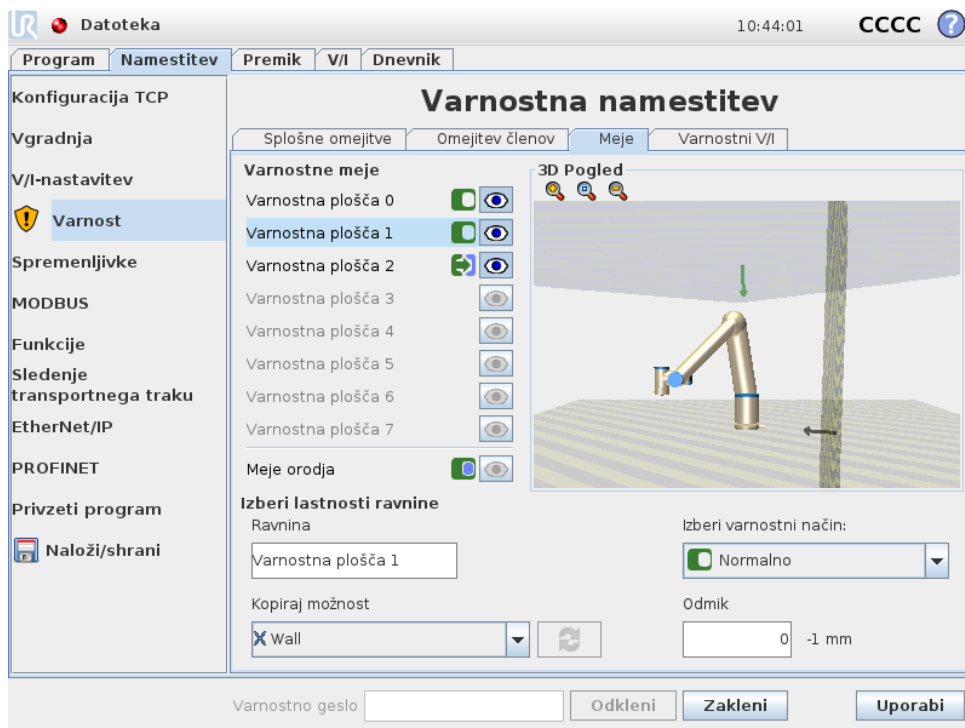 UR Datoteka 10:44:01 CCCC ?
Program Namestitev Premik V/I Dnevnik
Konfiguracija TCP
Vgradnja
V/I-nastavitev
Varnost
Spremenljivke
MODBUS
Funkcije
Sledenje
transportnega traku
EtherNet/IP
PROFINET
Privzeti program
Naloži/shrani
Varnostna namestitev
Splošne omejitve Omejitev členov Meje Varnostni V/I
Varnostne meje
Varnostna plošča 0
Varnostna plošča 1
Varnostna plošča 2
Varnostna plošča 3
Varnostna plošča 4
Varnostna plošča 5
Varnostna plošča 6
Varnostna plošča 7
Meje orodja
3D Pogled
Izberi lastnosti ravnine
Ravnina
Varnostna plošča 1
Kopiraj možnost
Wall
Izberi varnostni način:
Normalno
Odmik
0 -1 mm
Varnostno geslo Odkleni Zakleni Uporabi